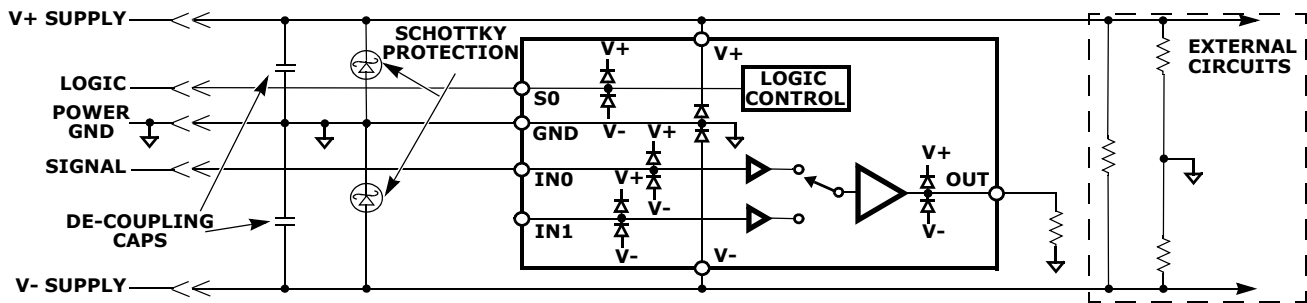 V+ SUPPLY
SCHOTTKY
PROTECTION
V+
V+
LOGIC
CONTROL
EXTERNAL
CIRCUITS
LOGIC
S0
POWER
GND
V-
V+
GND
SIGNAL
IN0
V+
V-
V+
OUT
DE-COUPLING
CAPS
IN1
V-
V-
V-
V- SUPPLY